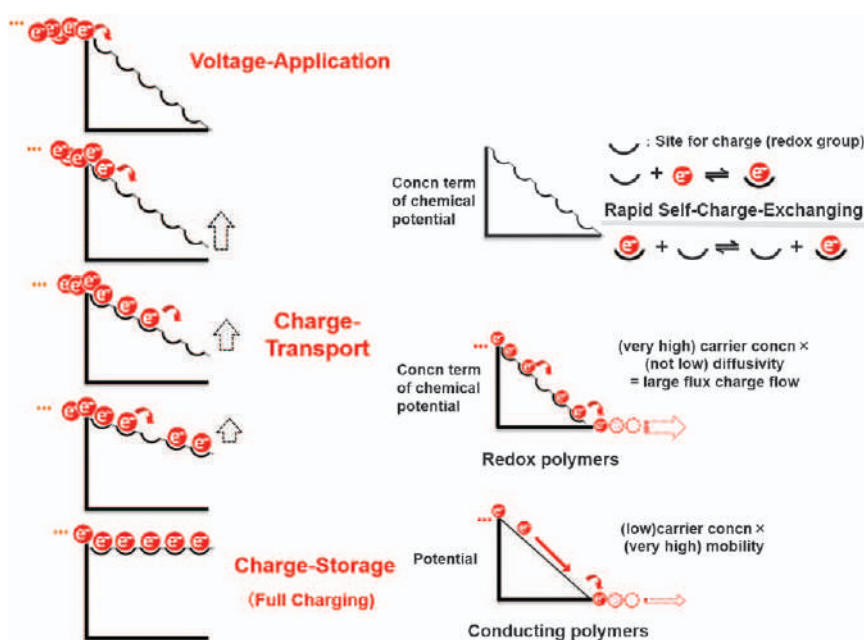 Voltage-Application
Charge-
Transport
Charge-Storage
(Full Charging)
Concn term
of chemical
potential
: Site for charge (redox group)
+ e⁻ ⇌ e⁻
Rapid Self-Charge-Exchanging
e⁻ + ⇌ + e⁻
Concn term
of chemical
potential
(very high) carrier concn ×
(not low) diffusivity
= large flux charge flow
Redox polymers
Potential
(low)carrier concn ×
(very high) mobility
Conducting polymers